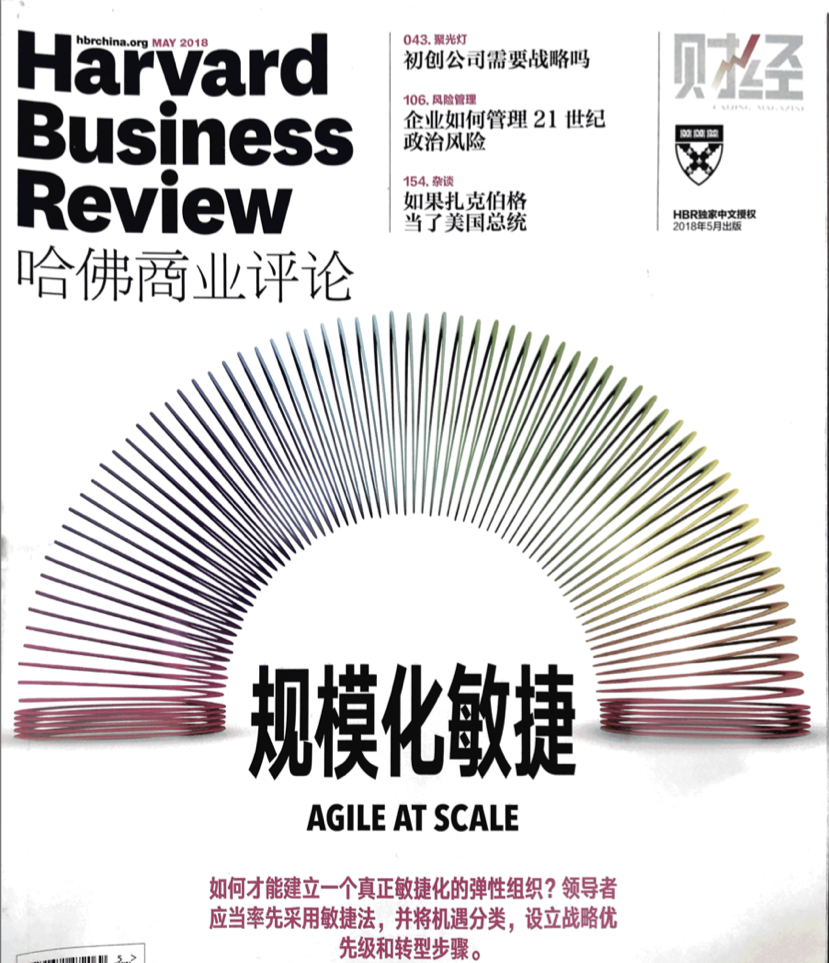 hbrchina.org MAY 2018
Harvard
Business
Review
哈佛商业评论
043. 聚光灯
初创公司需要战略吗
106. 风险管理
企业如何管理 21 世纪
政治风险
154. 杂谈
如果扎克伯格
当了美国总统
财经
CAIJING MAGAZINE
HBR独家中文授权
2018年5月出版
规模化敏捷
AGILE AT SCALE
如何才能建立一个真正敏捷化的弹性组织？领导者
应当率先采用敏捷法，并将机遇分类，设立战略优
先级和转型步骤。
5 >